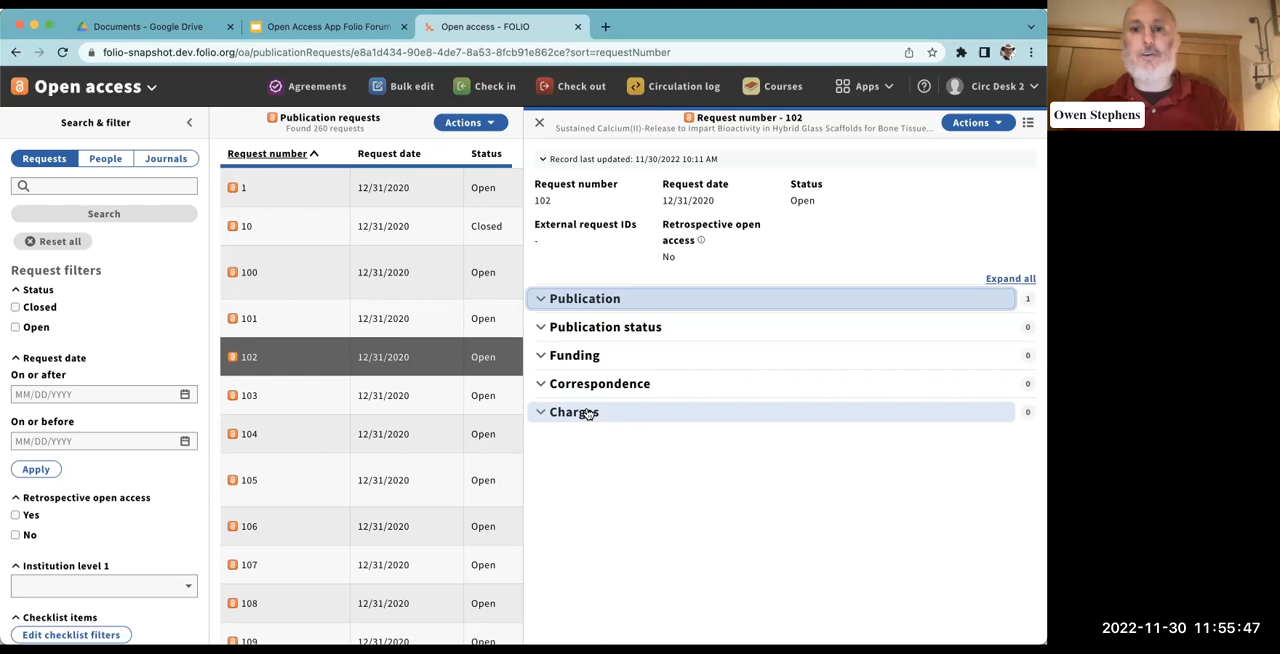 Documents - Google Drive
Open Access App Folio Forum
Open access - FOLIO
folio-snapshot.dev.folio.org/oa/publicationRequests/e8a1d434-90e8-4de7-8a53-8fcb91e862ce?sort=requestNumber
Open access
Agreements
Bulk edit
Check in
Check out
Circulation log
Courses
Apps
Circ Desk 2
Owen Stephens
Search & filter
Requests
People
Journals
Search
Reset all
Request filters
Status
Closed
Open
Request date
On or after
MM/DD/YYYY
On or before
MM/DD/YYYY
Apply
Retrospective open access
Yes
No
Institution level 1
Checklist items
Edit checklist filters
Publication requests
Found 260 requests
Actions
Request number Request date Status
1 12/31/2020 Open
10 12/31/2020 Closed
100 12/31/2020 Open
101 12/31/2020 Open
102 12/31/2020 Open
103 12/31/2020 Open
104 12/31/2020 Open
105 12/31/2020 Open
106 12/31/2020 Open
107 12/31/2020 Open
108 12/31/2020 Open
109 12/31/2020 Open
Request number - 102
Sustained Calcium(II)-Release to Impart Bioactivity in Hybrid Glass Scaffolds for Bone Tissue...
Actions
Record last updated: 11/30/2022 10:11 AM
Request number Request date Status
102 12/31/2020 Open
External request IDs
-
Retrospective open
access
No
Expand all
Publication 1
Publication status 0
Funding 0
Correspondence 0
Charges 0
2022-11-30 11:55:47